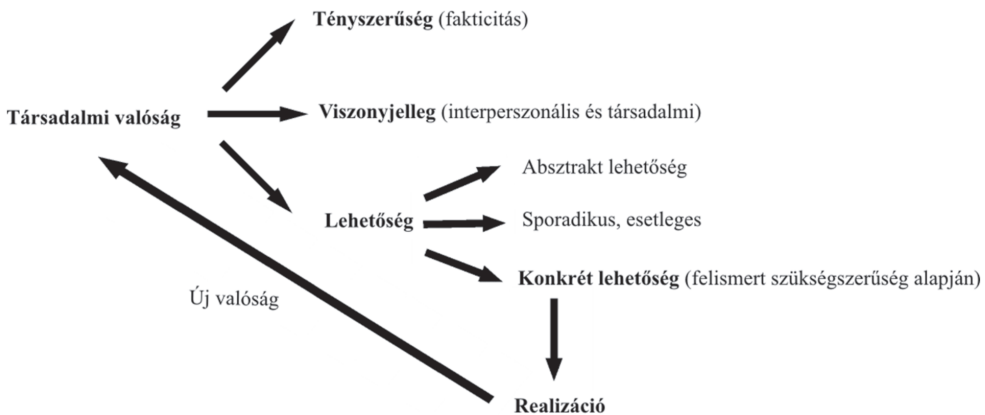 Tényszerűség (fakticitás)
Társadalmi valóság
Viszonyjelleg (interperszonális és társadalmi)
Absztrakt lehetőség
Lehetőség
Sporadikus, esetleges
Konkrét lehetőség (felismert szükségszerűség alapján)
Új valóság
Realizáció